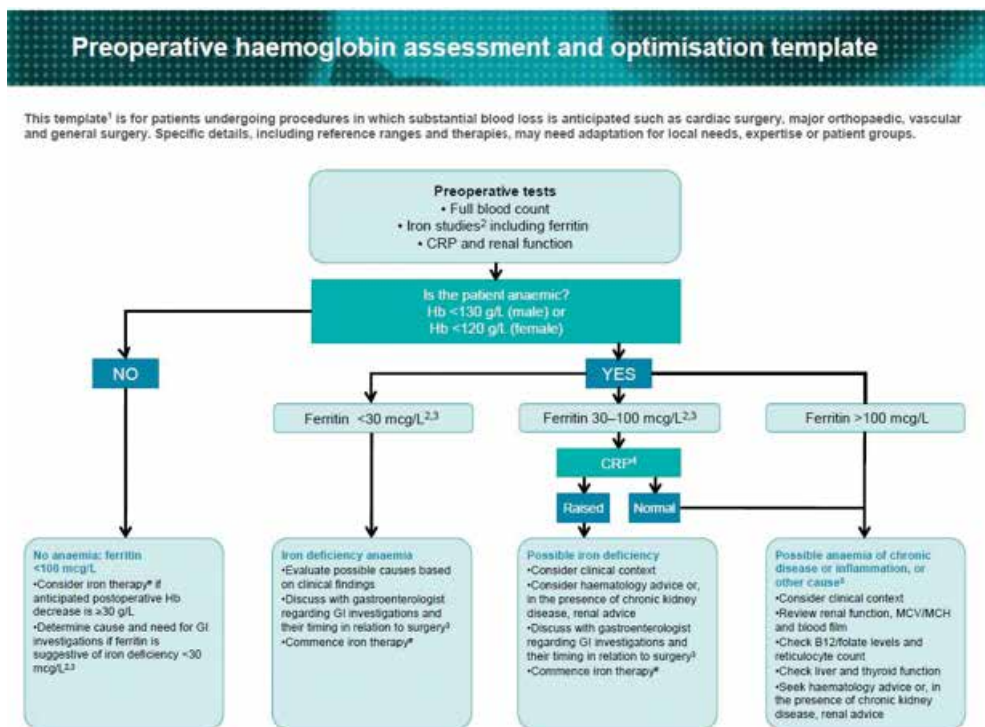 Preoperative haemoglobin assessment and optimisation template
This template¹ is for patients undergoing procedures in which substantial blood loss is anticipated such as cardiac surgery, major orthopaedic, vascular
and general surgery. Specific details, including reference ranges and therapies, may need adaptation for local needs, expertise or patient groups.
Preoperative tests
• Full blood count
• Iron studies² including ferritin
• CRP and renal function
Is the patient anaemic?
Hb <130 g/L (male) or
Hb <120 g/L (female)
NO
YES
Ferritin <30 mcg/L²,³
Ferritin 30–100 mcg/L²,³
Ferritin >100 mcg/L
CRP⁴
Raised
Normal
No anaemia: ferritin
<100 mcg/L
•Consider iron therapy# if
anticipated postoperative Hb
decrease is ≥30 g/L
•Determine cause and need for GI
investigations if ferritin is
suggestive of iron deficiency <30
mcg/L²,³
Iron deficiency anaemia
•Evaluate possible causes based
on clinical findings
•Discuss with gastroenterologist
regarding GI investigations and
their timing in relation to surgery³
•Commence iron therapy#
Possible iron deficiency
•Consider clinical context
•Consider haematology advice or,
in the presence of chronic kidney
disease, renal advice
•Discuss with gastroenterologist
regarding GI investigations and
their timing in relation to surgery³
•Commence iron therapy#
Possible anaemia of chronic
disease or inflammation, or
other cause⁵
•Consider clinical context
•Review renal function, MCV/MCH
and blood film
•Check B12/folate levels and
reticulocyte count
•Check liver and thyroid function
•Seek haematology advice or, in
the presence of chronic kidney
disease, renal advice